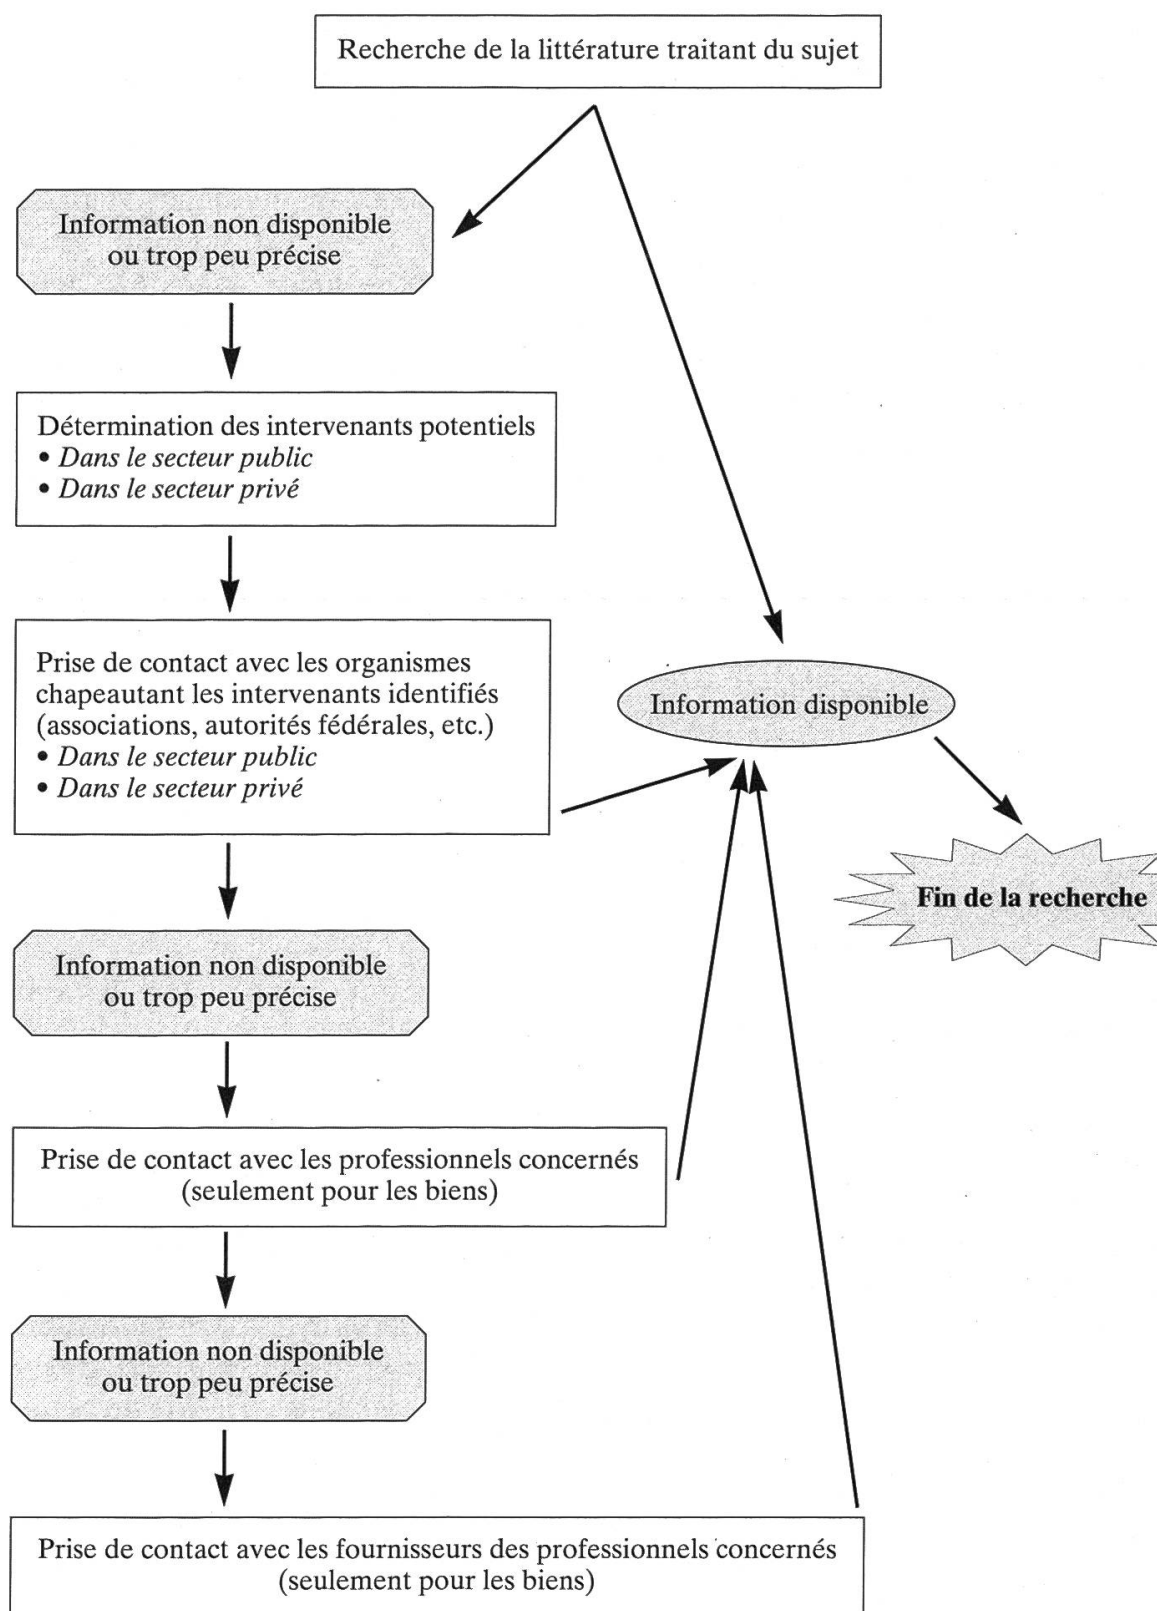 Recherche de la littérature traitant du sujet
Information non disponible
ou trop peu précise
Détermination des intervenants potentiels
• Dans le secteur public
• Dans le secteur privé
Prise de contact avec les organismes
chapeautant les intervenants identifiés
(associations, autorités fédérales, etc.)
• Dans le secteur public
• Dans le secteur privé
Information disponible
Fin de la recherche
Information non disponible
ou trop peu précise
Prise de contact avec les professionnels concernés
(seulement pour les biens)
Information non disponible
ou trop peu précise
Prise de contact avec les fournisseurs des professionnels concernés
(seulement pour les biens)